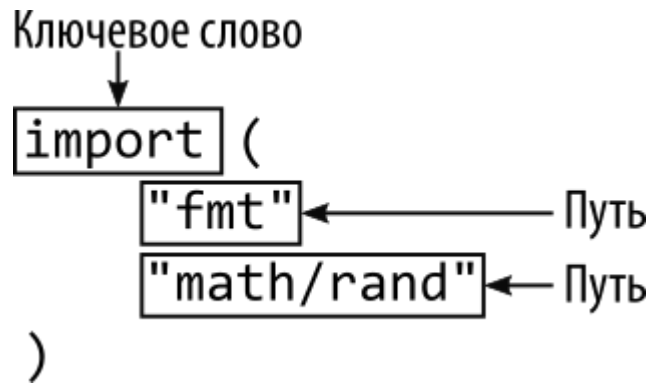 Ключевое слово
import (
"fmt" Путь
"math/rand" Путь
)